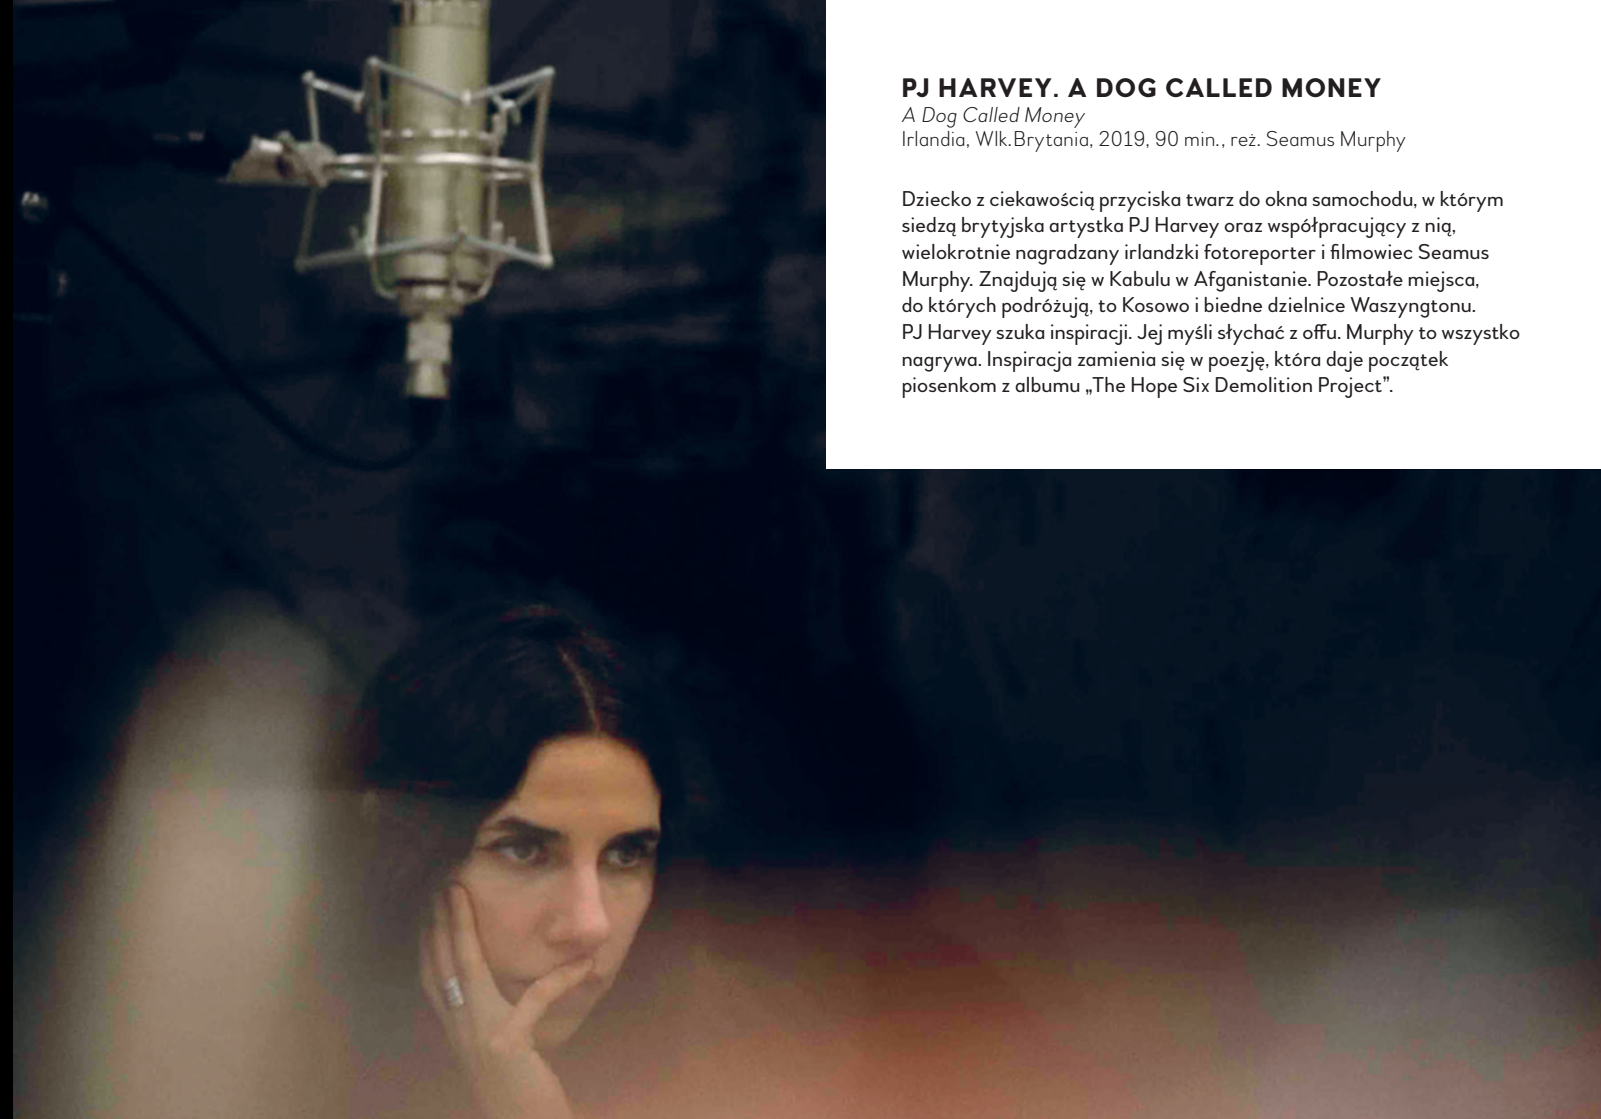 PJ HARVEY. A DOG CALLED MONEY
A Dog Called Money
Irlandia, Wlk.Brytania, 2019, 90 min., reż. Seamus Murphy
Dziecko z ciekawością przyciska twarz do okna samochodu, w którym
siedzą brytyjska artystka PJ Harvey oraz współpracujący z nią,
wielokrotnie nagradzany irlandzki fotoreporter i filmowiec Seamus
Murphy. Znajdują się w Kabulu w Afganistanie. Pozostałe miejsca,
do których podróżują, to Kosowo i biedne dzielnice Waszyngtonu.
PJ Harvey szuka inspiracji. Jej myśli słychać z offu. Murphy to wszystko
nagrywa. Inspiracja zamienia się w poezję, która daje początek
piosenkom z albumu „The Hope Six Demolition Project”.